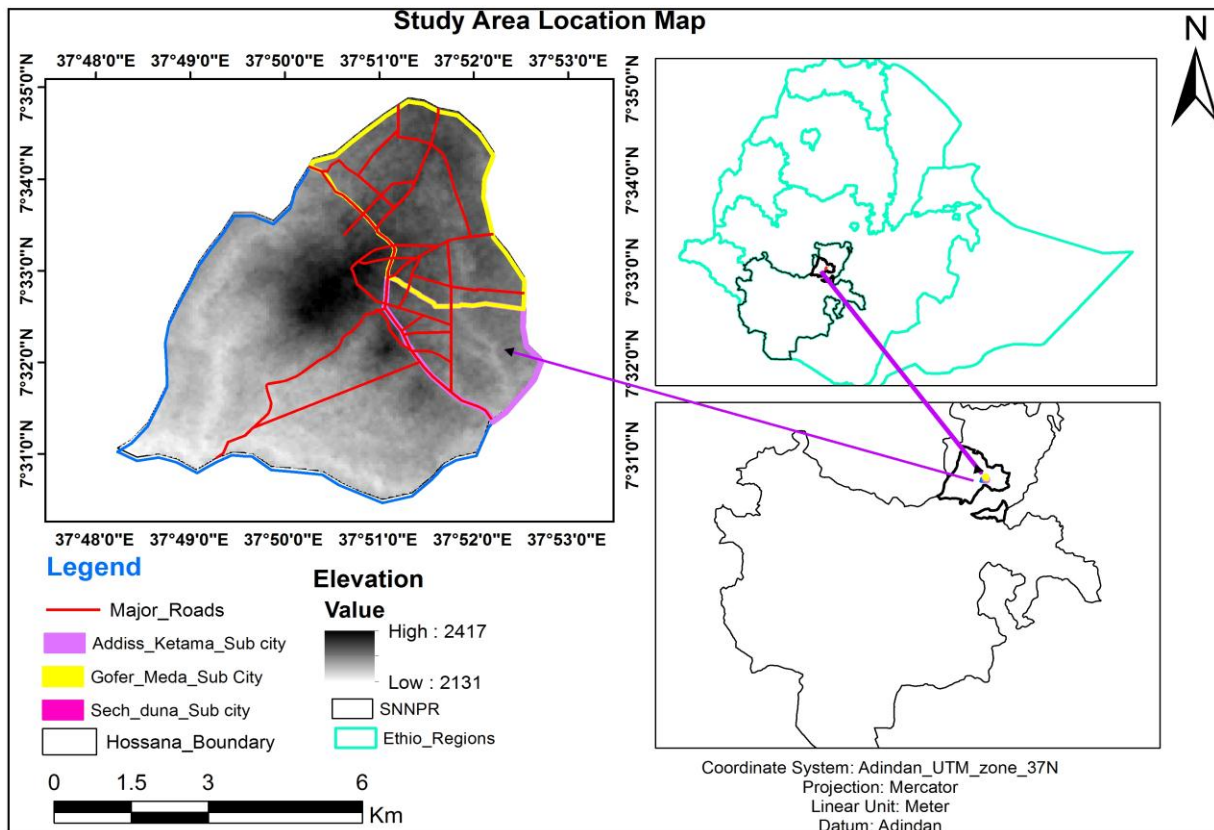 Study Area Location Map
N
37°48'0"E 37°49'0"E 37°50'0"E 37°51'0"E 37°52'0"E 37°53'0"E
7°35'0"N 7°35'0"N
7°34'0"N 7°34'0"N
7°33'0"N 7°33'0"N
7°32'0"N 7°32'0"N
7°31'0"N 7°31'0"N
37°48'0"E 37°49'0"E 37°50'0"E 37°51'0"E 37°52'0"E 37°53'0"E
Legend
Major_Roads
Addiss_Ketama_Sub city
Gofer_Meda_Sub City
Sech_duna_Sub city
Hossana_Boundary
Elevation
Value
High : 2417
Low : 2131
SNNPR
Ethio_Regions
0 1.5 3 6
Km
Coordinate System: Adindan_UTM_zone_37N
Projection: Mercator
Linear Unit: Meter
Datum: Adindan